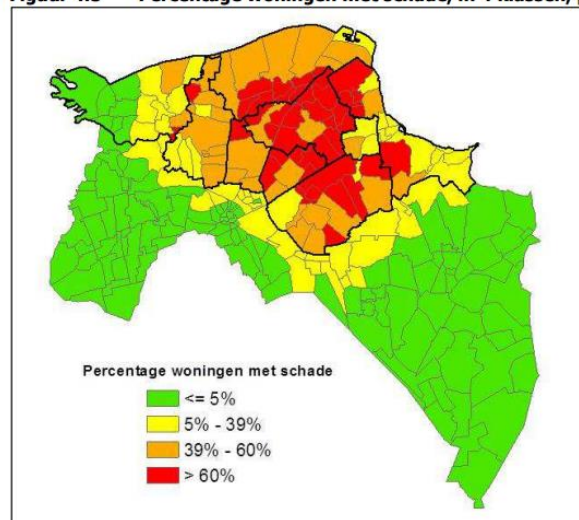 Percentage woningen met schade
<= 5%
5% - 39%
39% - 60%
> 60%